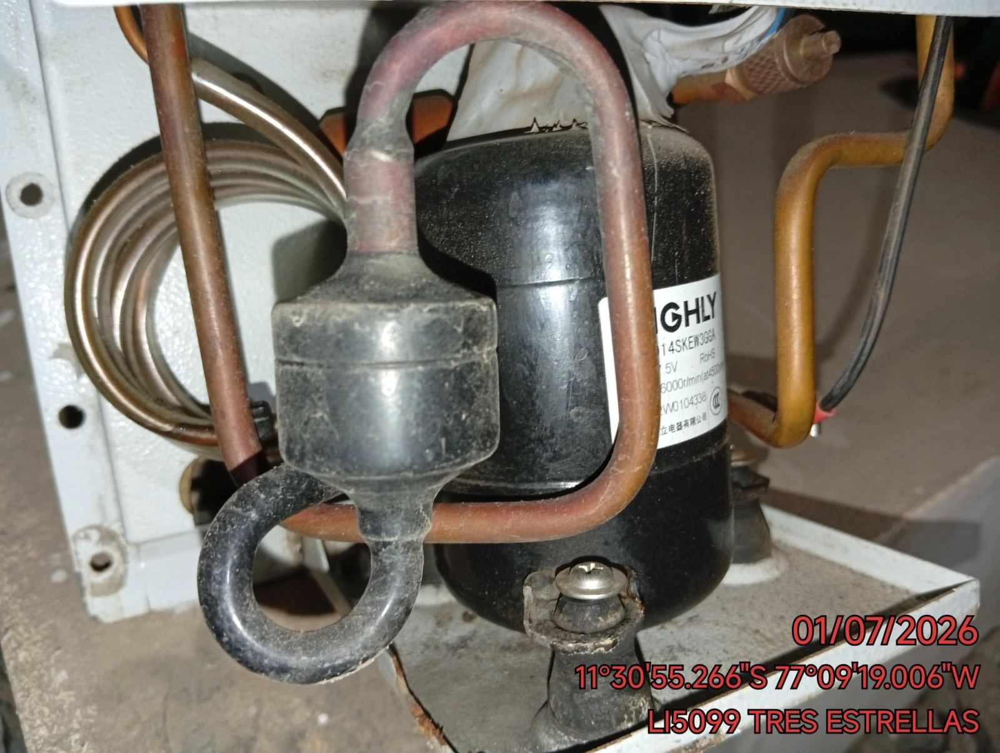 IGHLY
014SKEW3GGA
7.5V RoHS
6000r/min(at4500
2W0104338
立电器有限公司
01/07/2026
11°30'55.266"S 77°09'19.006"W
LI5099 TRES ESTRELLAS